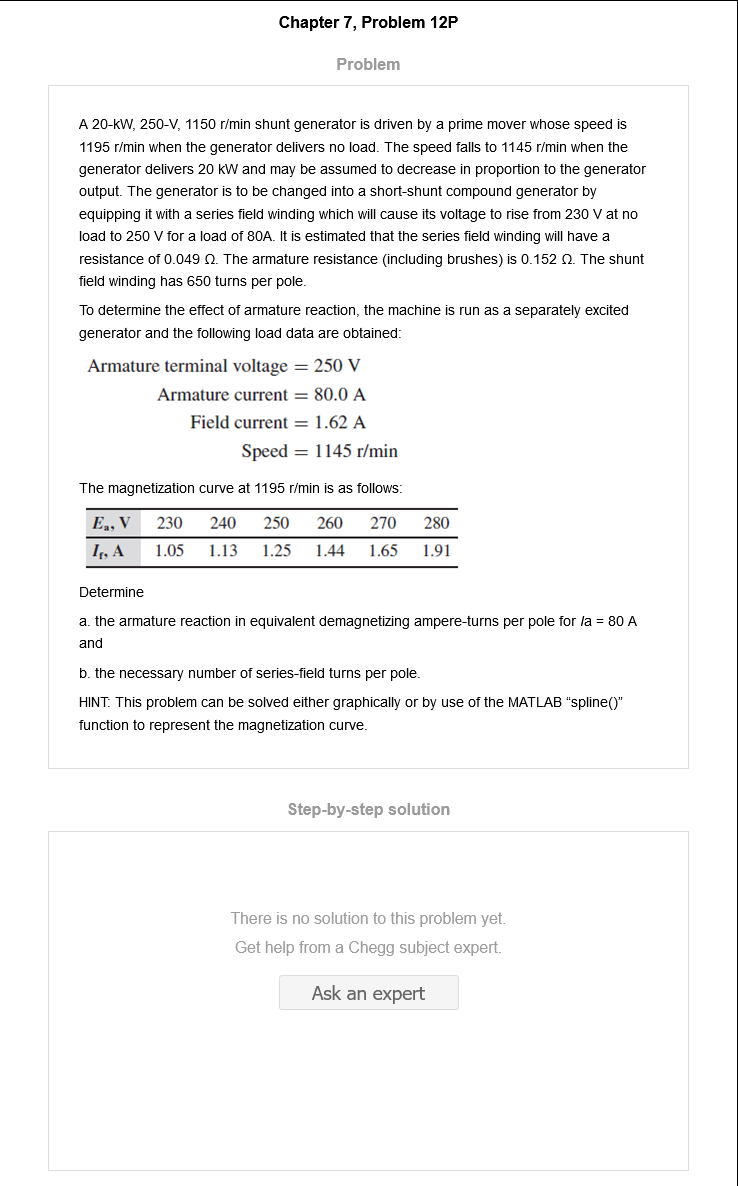 Chapter 7, Problem 12P
Problem
A 20-kW, 250-V, 1150 r/min shunt generator is driven by a prime mover whose speed is
1195 r/min when the generator delivers no load. The speed falls to 1145 r/min when the
generator delivers 20 kW and may be assumed to decrease in proportion to the generator
output. The generator is to be changed into a short-shunt compound generator by
equipping it with a series field winding which will cause its voltage to rise from 230 V at no
load to 250 V for a load of 80A. It is estimated that the series field winding will have a
resistance of 0.049 Ω. The armature resistance (including brushes) is 0.152 Ω. The shunt
field winding has 650 turns per pole.
To determine the effect of armature reaction, the machine is run as a separately excited
generator and the following load data are obtained:
Armature terminal voltage = 250 V
Armature current = 80.0 A
Field current = 1.62 A
Speed = 1145 r/min
The magnetization curve at 1195 r/min is as follows:
Ea, V 230 240 250 260 270 280
If, A 1.05 1.13 1.25 1.44 1.65 1.91
Determine
a. the armature reaction in equivalent demagnetizing ampere-turns per pole for Ia = 80 A
and
b. the necessary number of series-field turns per pole.
HINT: This problem can be solved either graphically or by use of the MATLAB “spline()”
function to represent the magnetization curve.
Step-by-step solution
There is no solution to this problem yet.
Get help from a Chegg subject expert.
Ask an expert